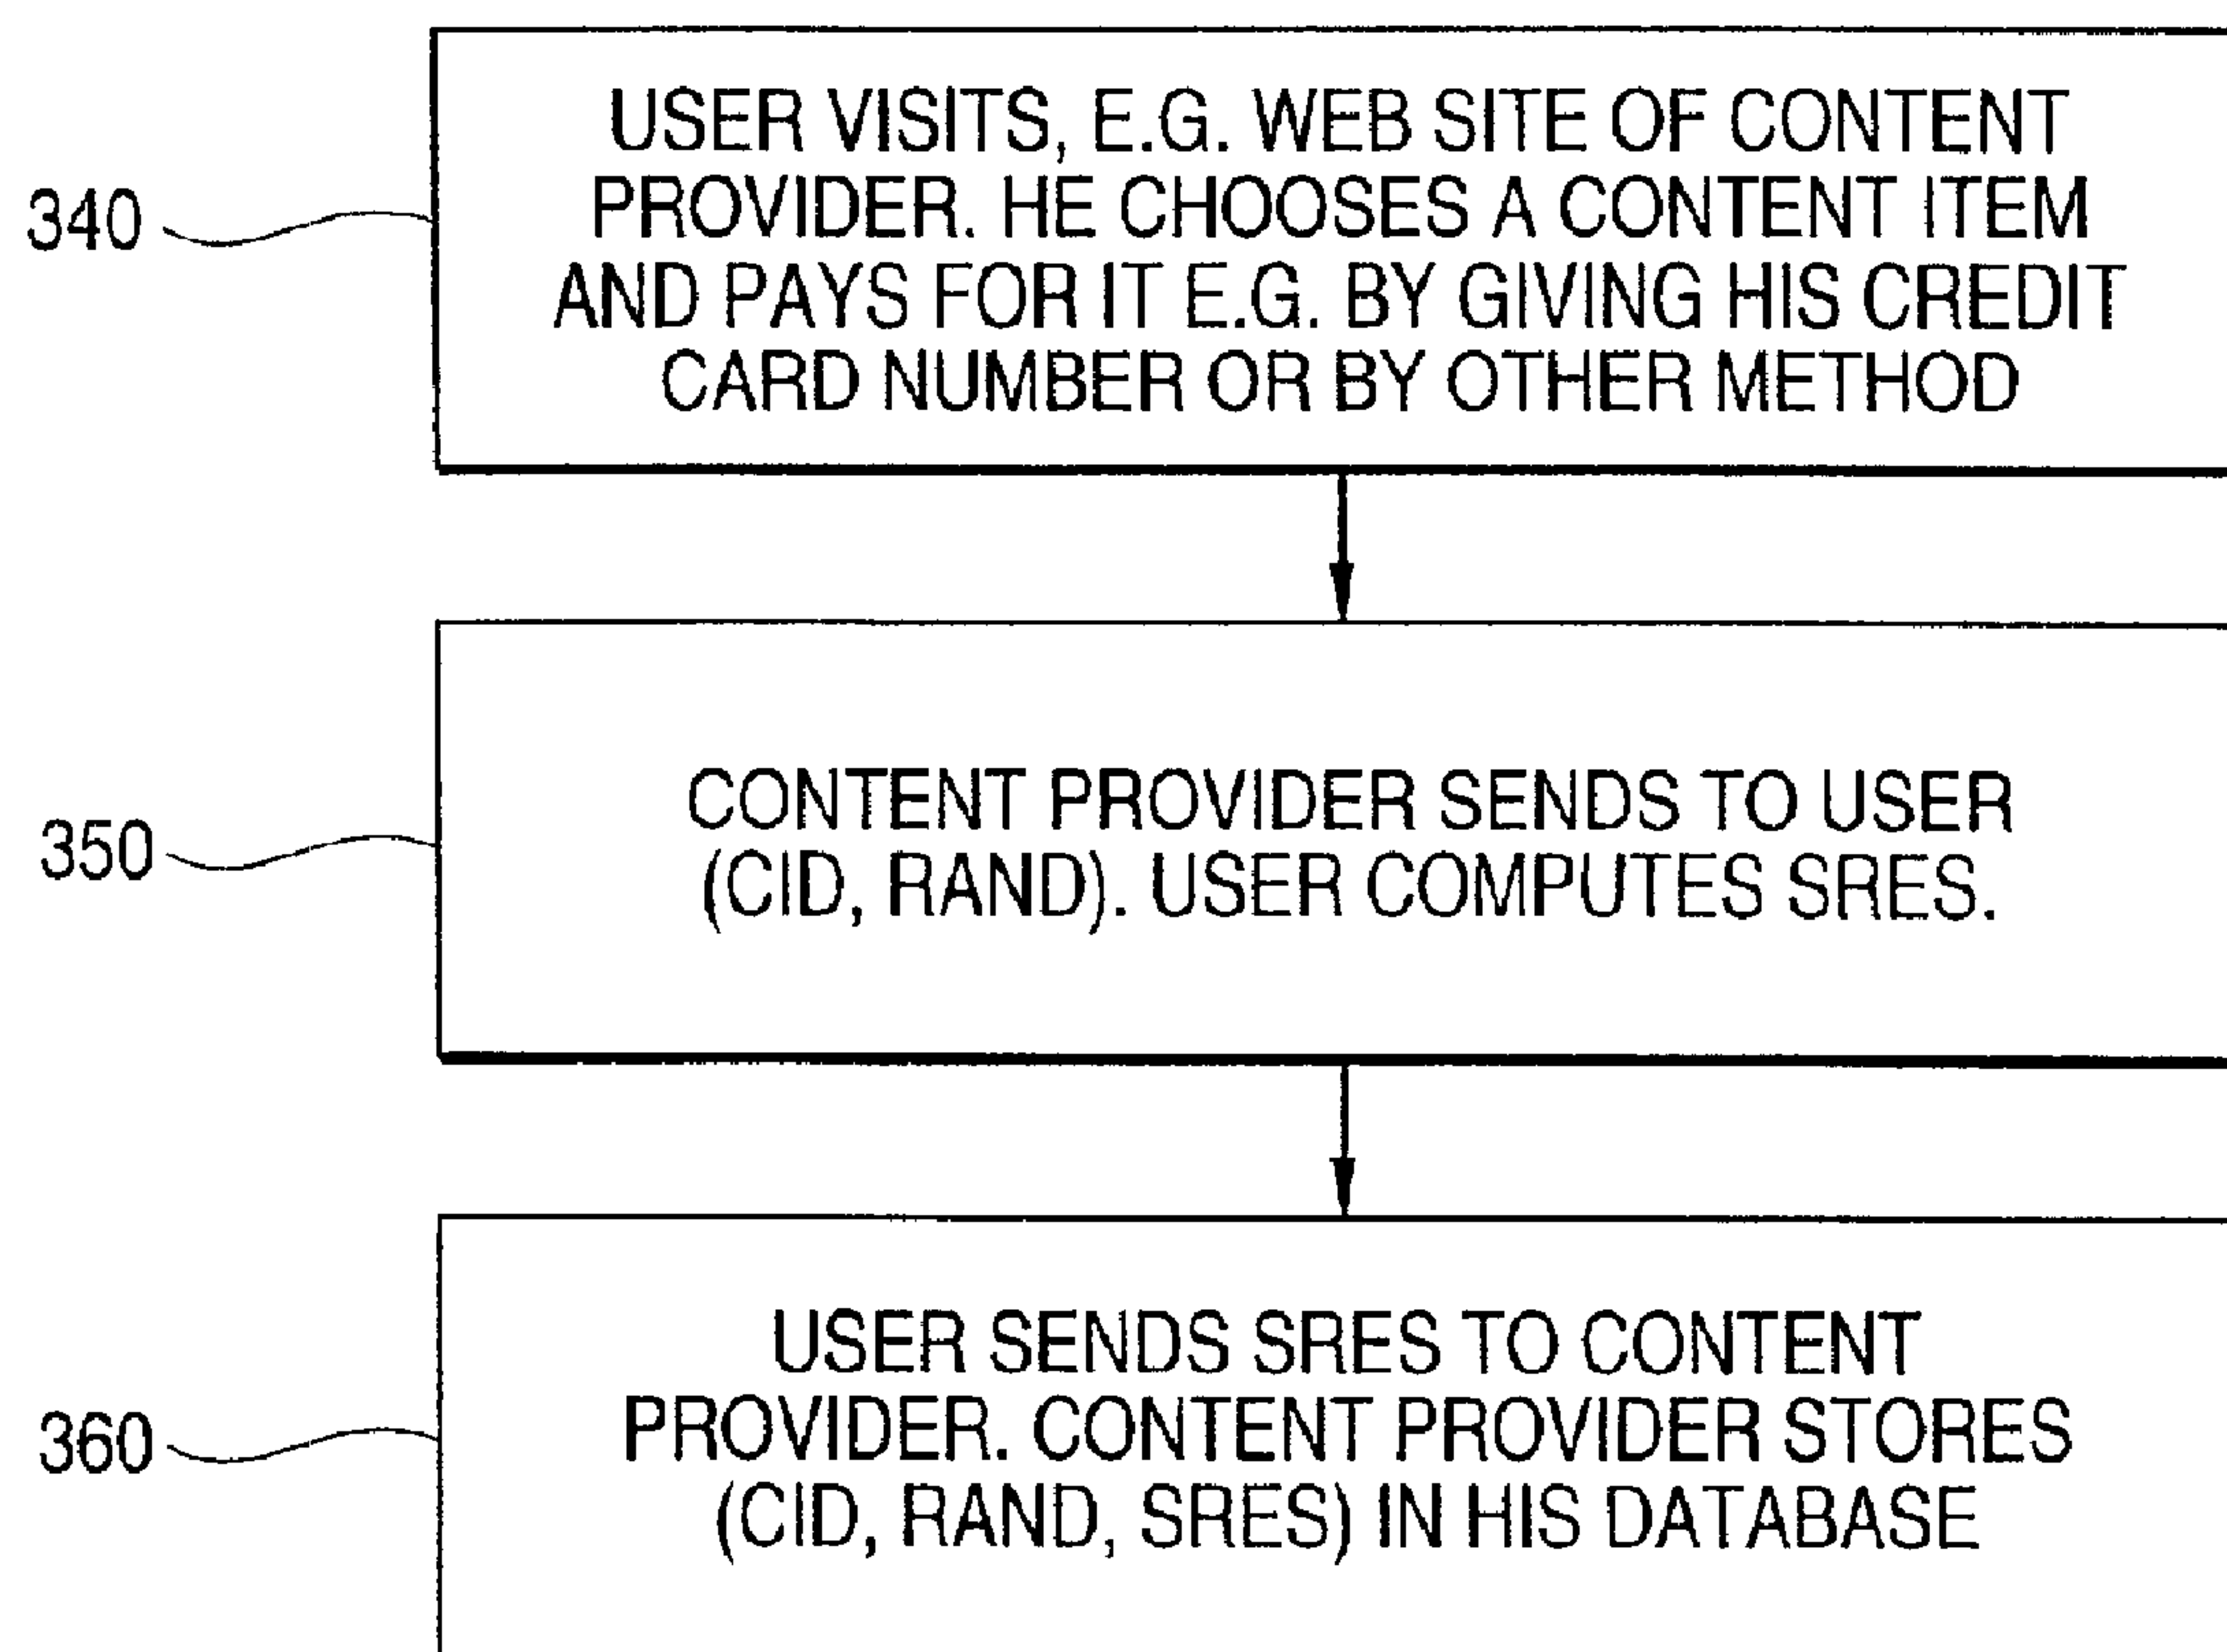 340
USER VISITS, E.G. WEB SITE OF CONTENT
PROVIDER. HE CHOOSES A CONTENT ITEM
AND PAYS FOR IT E.G. BY GIVING HIS CREDIT
CARD NUMBER OR BY OTHER METHOD
350
CONTENT PROVIDER SENDS TO USER
(CID, RAND). USER COMPUTES SRES.
360
USER SENDS SRES TO CONTENT
PROVIDER. CONTENT PROVIDER STORES
(CID, RAND, SRES) IN HIS DATABASE